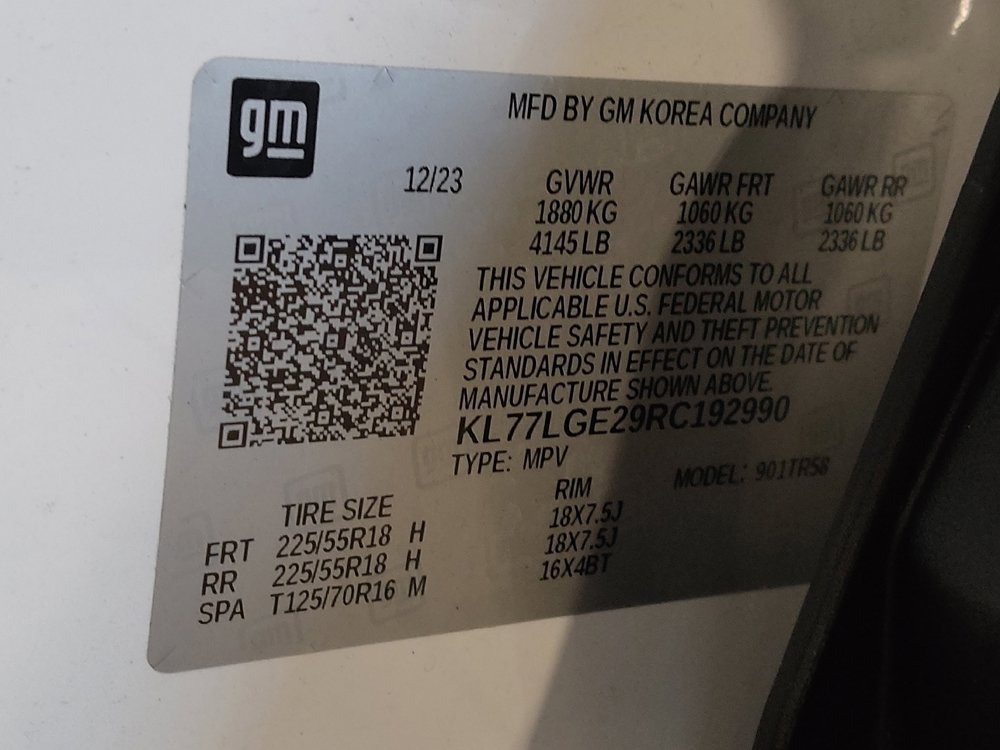 gm
MFD BY GM KOREA COMPANY
12/23
GVWR GAWR FRT GAWR RR
1880 KG 1060 KG 1060 KG
4145 LB 2336 LB 2336 LB
THIS VEHICLE CONFORMS TO ALL
APPLICABLE U.S. FEDERAL MOTOR
VEHICLE SAFETY AND THEFT PREVENTION
STANDARDS IN EFFECT ON THE DATE OF
MANUFACTURE SHOWN ABOVE.
KL77LGE29RC192990
TYPE: MPV MODEL: 901TR58
TIRE SIZE RIM
FRT 225/55R18 H 18X7.5J
RR 225/55R18 H 18X7.5J
SPA T125/70R16 M 16X4BT